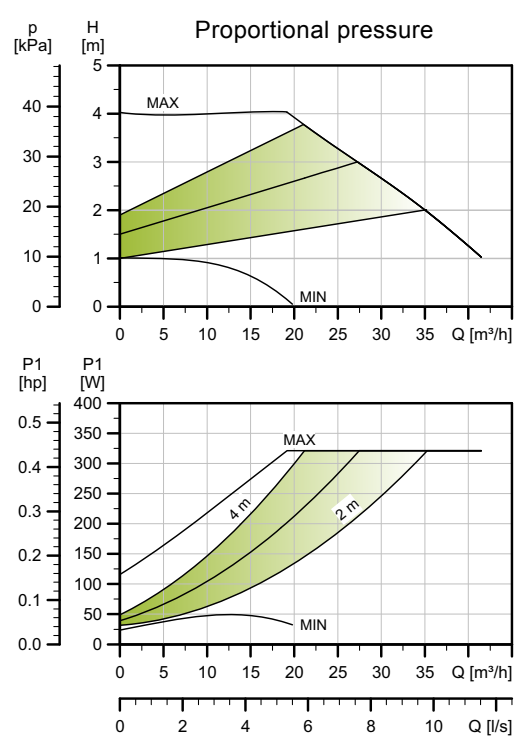 Proportional pressure
p H
[kPa] [m]
5
40 4 MAX
30 3
20 2
10 1
0 0 MIN
0 5 10 15 20 25 30 35 Q [m³/h]
P1 P1
[hp] [W]
400
0.5 350
MAX
0.4 300
250
0.3 200 4 m 2 m
0.2 150
100
0.1 50
MIN
0.0 0
0 5 10 15 20 25 30 35 Q [m³/h]
0 2 4 6 8 10 Q [l/s]